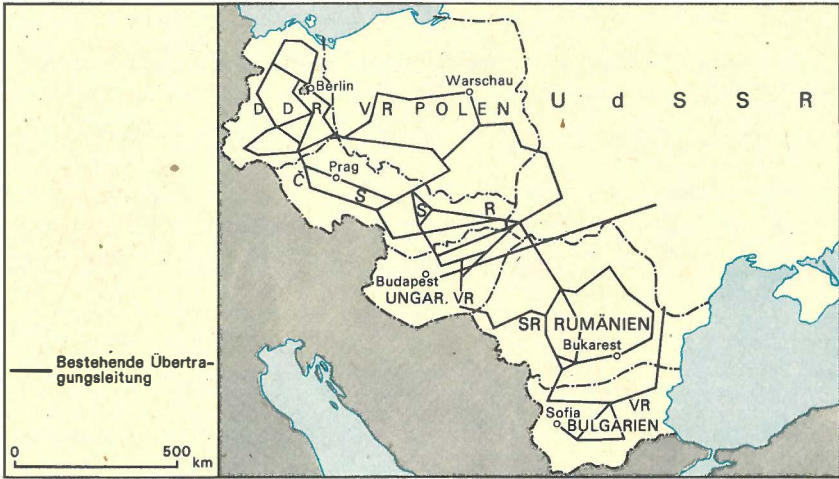 Berlin
Warschau
D D R
VR POLEN
U d S S R
Prag
Č S S R
Budapest
UNGAR. VR
SR RUMÄNIEN
Bukarest
Bestehende Übertra-
gungsleitung
VR
Sofia
BULGARIEN
0 500 km